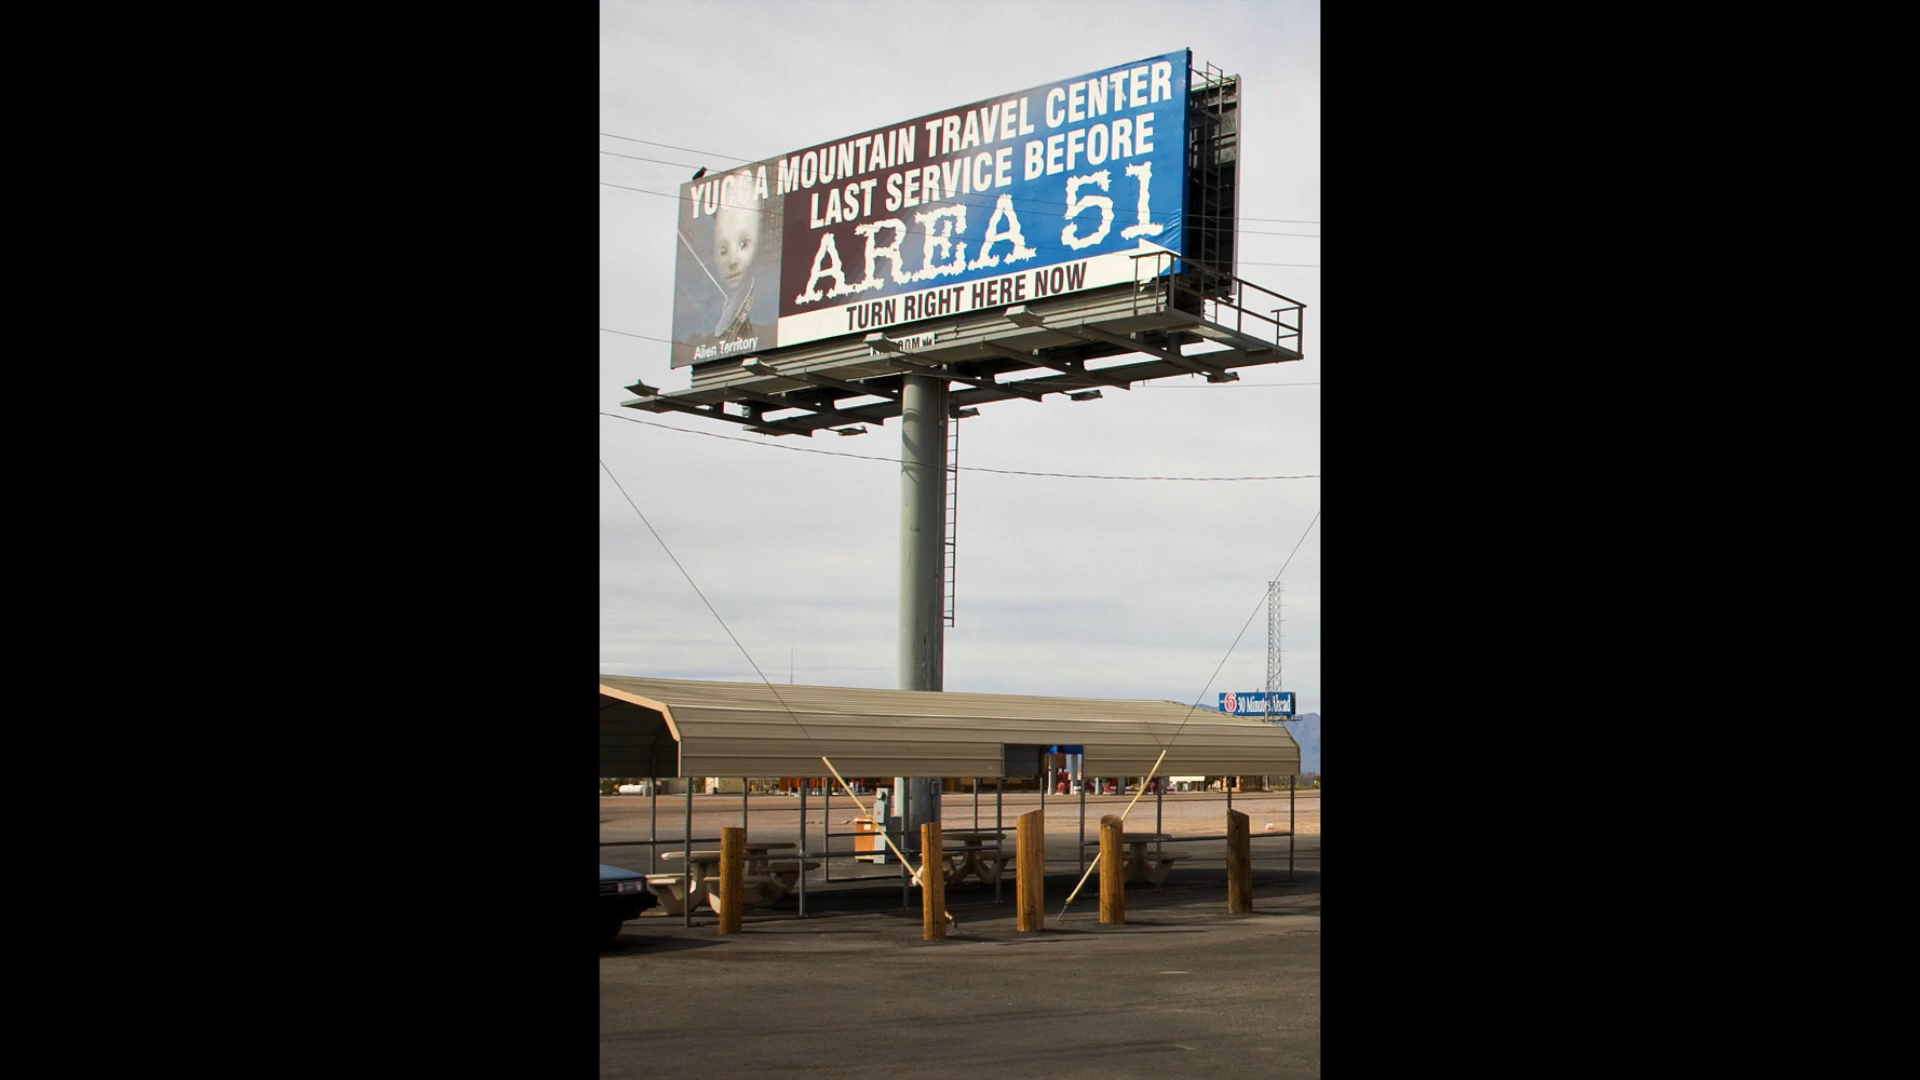 YUCCA MOUNTAIN TRAVEL CENTER
LAST SERVICE BEFORE
AREA 51
TURN RIGHT HERE NOW
Alien Territory
30 Minutes Ahead